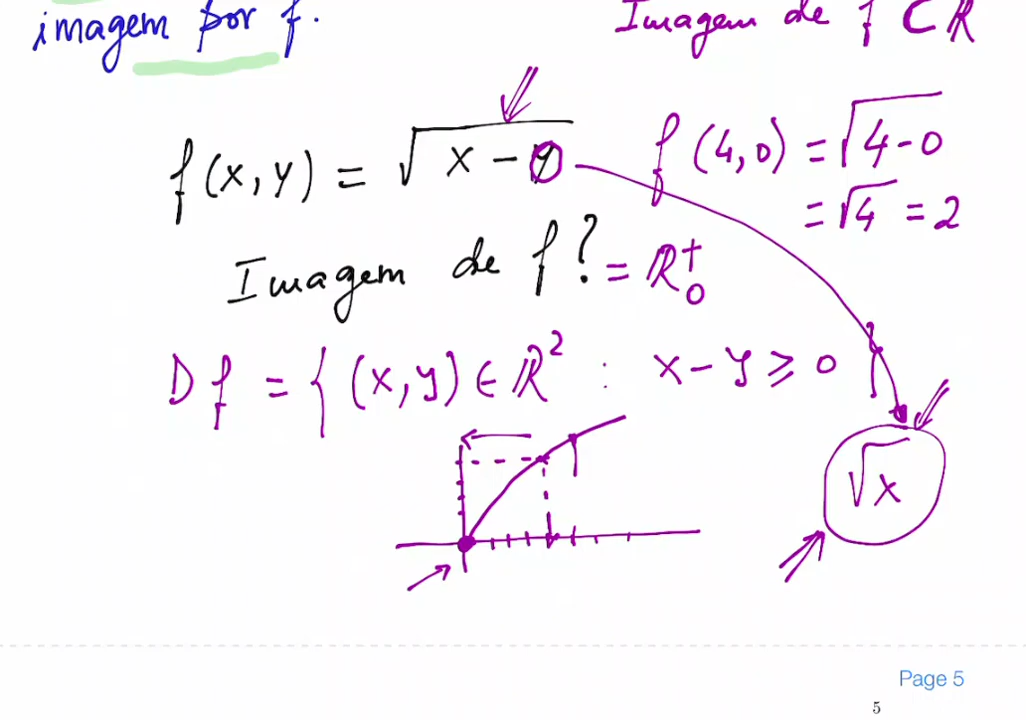 imagem por f.
Imagem de f ⊂ ℝ
f(x,y) = √(x - y)
f(4,0) = √(4-0)
= √4 = 2
Imagem de f? = ℝ₀⁺
Df = { (x,y) ∈ ℝ² : x - y ⩾ 0 }
√x
Page 5
5